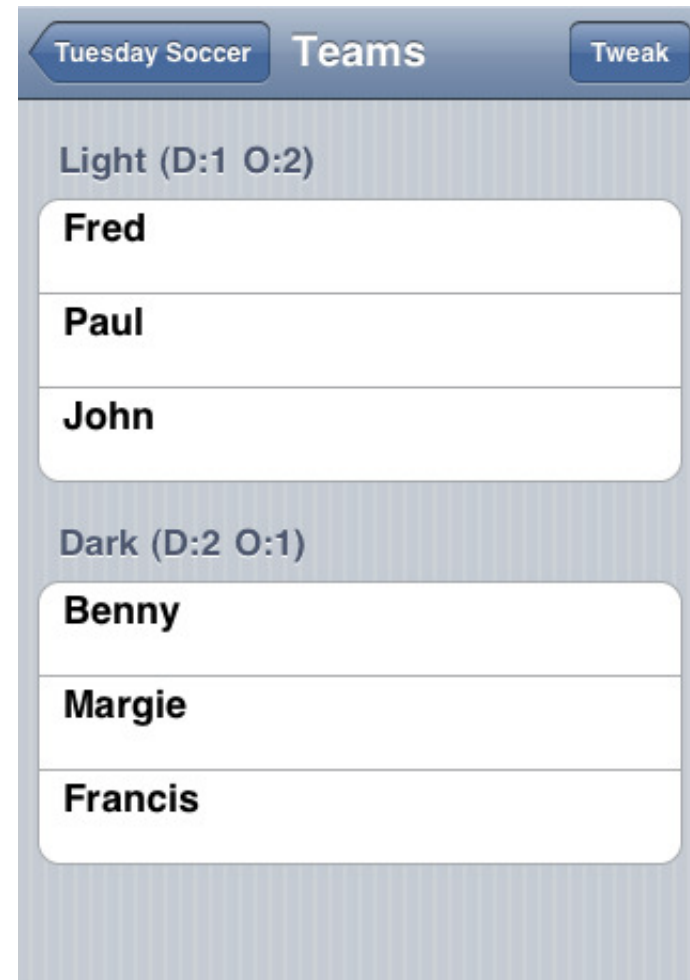 Tuesday Soccer Teams Tweak
Light (D:1 O:2)
Fred
Paul
John
Dark (D:2 O:1)
Benny
Margie
Francis